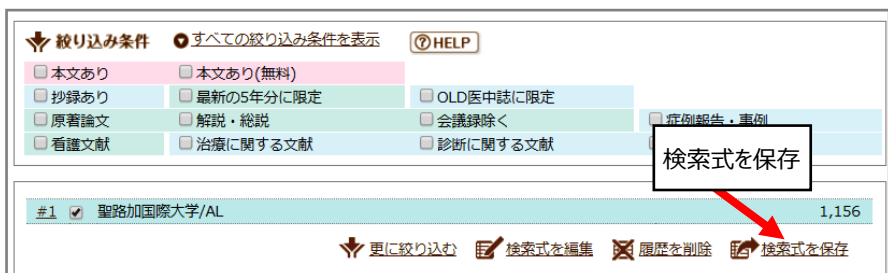 絞り込み条件 すべての絞り込み条件を表示 ?HELP
本文あり 本文あり(無料)
抄録あり 最新の5年分に限定 OLD医中誌に限定
原著論文 解説・総説 会議録除く 症例報告・事例
看護文献 治療に関する文献 診断に関する文献
検索式を保存
#1 聖路加国際大学/AL 1,156
更に絞り込む 検索式を編集 履歴を削除 検索式を保存